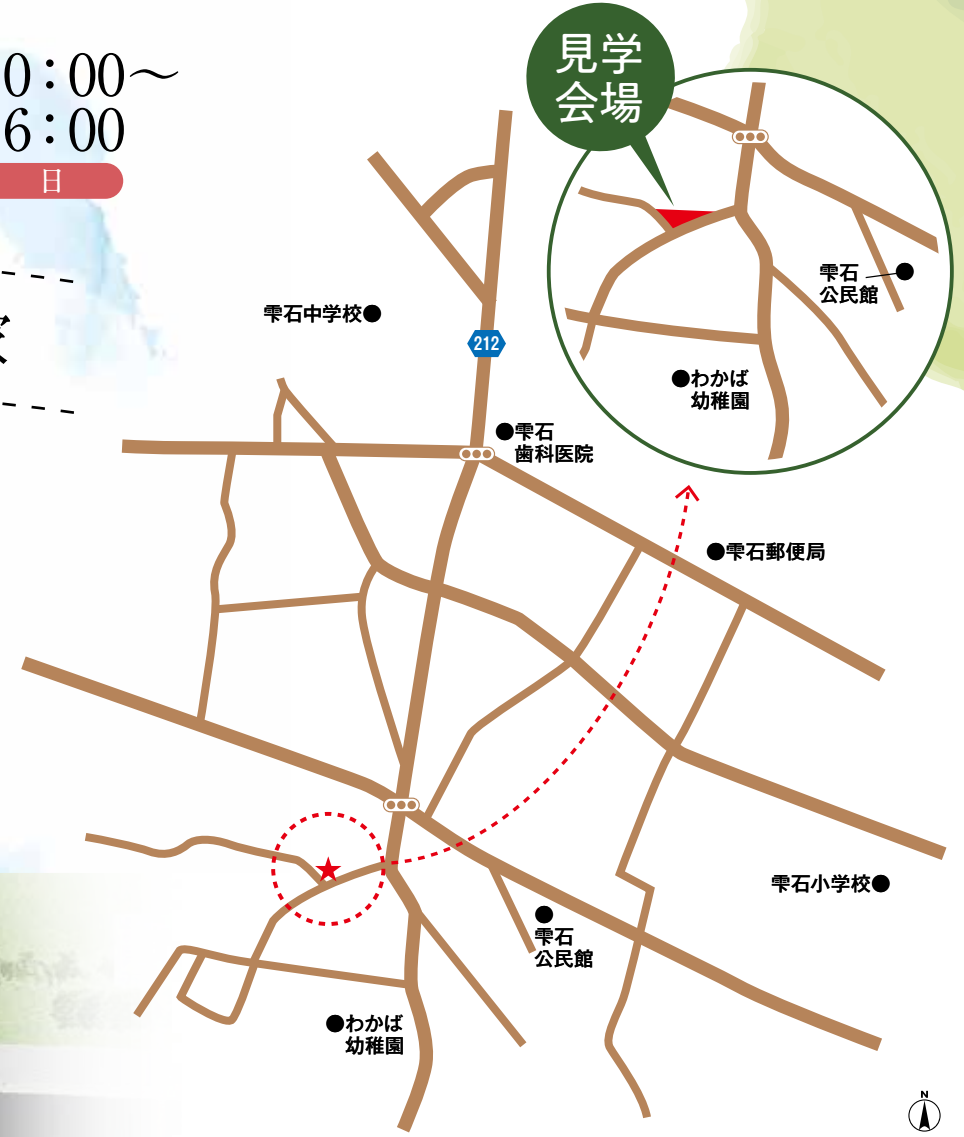 0：00〜
6：00
日
見学
会場
雫石
公民館
わかば
幼稚園
雫石中学校
212
雫石
歯科医院
雫石郵便局
雫石小学校
雫石
公民館
わかば
幼稚園
N